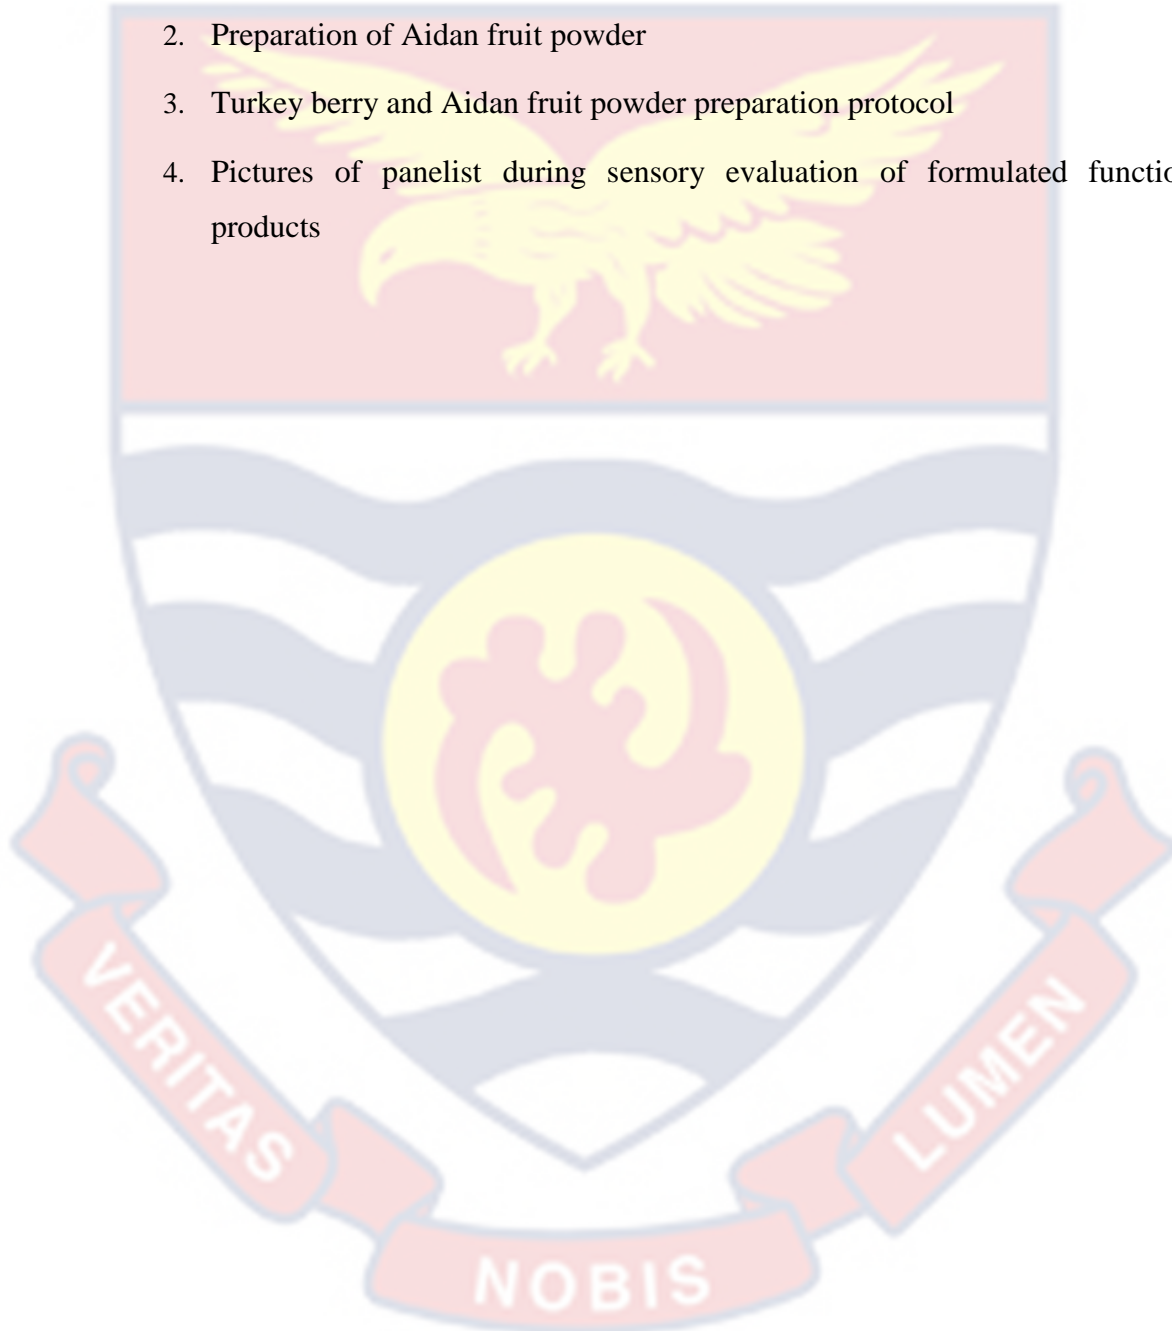 2. Preparation of Aidan fruit powder
3. Turkey berry and Aidan fruit powder preparation protocol
4. Pictures of panelist during sensory evaluation of formulated functio
products
VERITAS
NOBIS
LUMEN